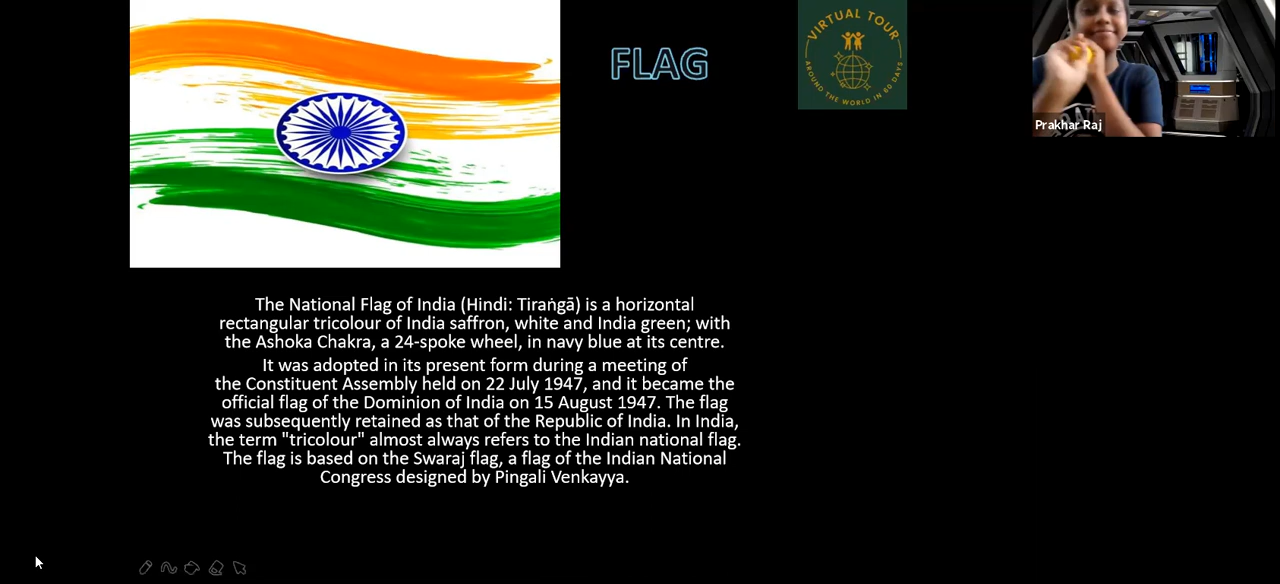 FLAG
VIRTUAL TOUR
AROUND THE WORLD IN 80 DAYS
Prakhar Raj
The National Flag of India (Hindi: Tiraṅgā) is a horizontal
rectangular tricolour of India saffron, white and India green; with
the Ashoka Chakra, a 24-spoke wheel, in navy blue at its centre.
It was adopted in its present form during a meeting of
the Constituent Assembly held on 22 July 1947, and it became the
official flag of the Dominion of India on 15 August 1947. The flag
was subsequently retained as that of the Republic of India. In India,
the term "tricolour" almost always refers to the Indian national flag.
The flag is based on the Swaraj flag, a flag of the Indian National
Congress designed by Pingali Venkayya.